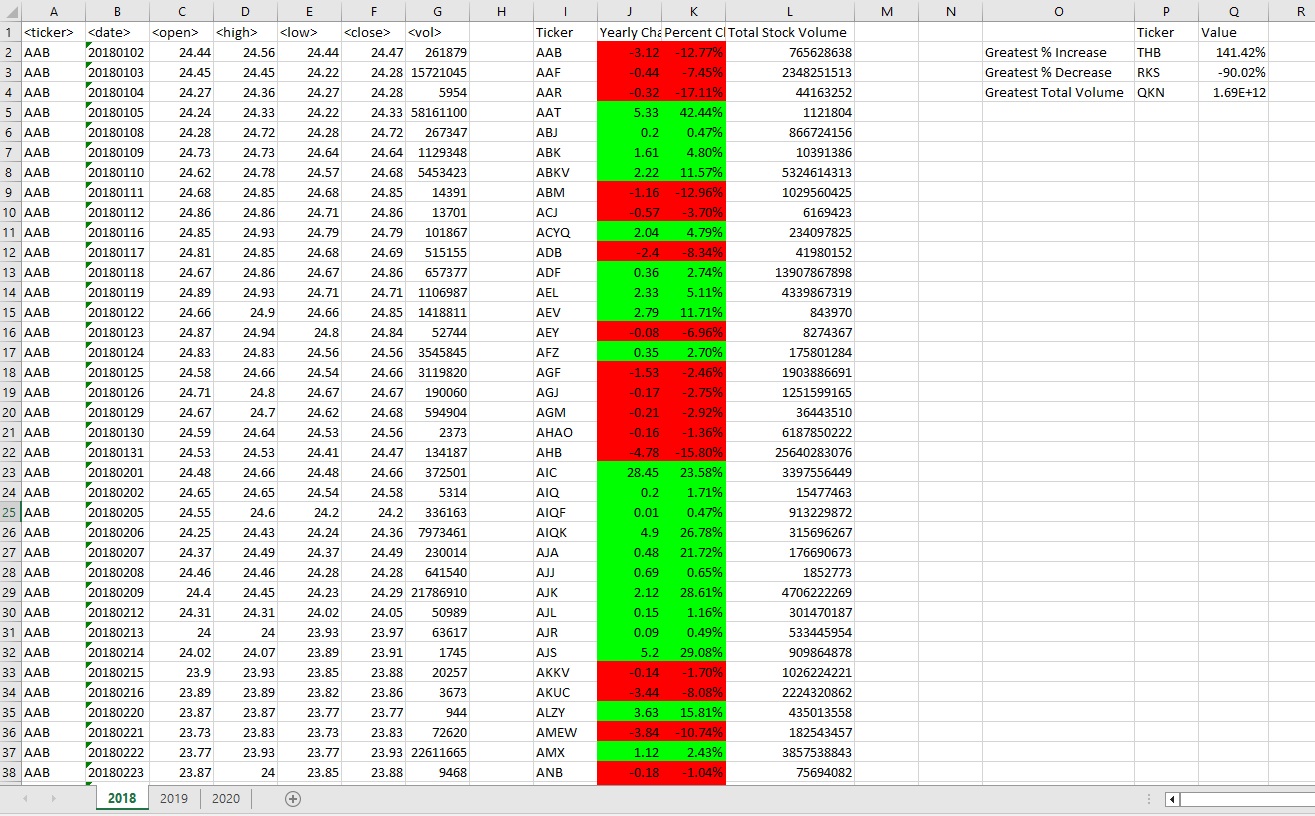 A B C D E F G H I J K L M N O P Q R
1 <ticker> <date> <open> <high> <low> <close> <vol> Ticker Yearly Cha Percent Cl Total Stock Volume Ticker Value
2 AAB 20180102 24.44 24.56 24.44 24.47 261879 AAB -3.12 -12.77% 765628638 Greatest % Increase THB 141.42%
3 AAB 20180103 24.45 24.45 24.22 24.28 15721045 AAF -0.44 -7.45% 2348251513 Greatest % Decrease RKS -90.02%
4 AAB 20180104 24.27 24.36 24.27 24.28 5954 AAR -0.32 -17.11% 44163252 Greatest Total Volume QKN 1.69E+12
5 AAB 20180105 24.24 24.33 24.22 24.33 58161100 AAT 5.33 42.44% 1121804
6 AAB 20180108 24.28 24.72 24.28 24.72 267347 ABJ 0.2 0.47% 866724156
7 AAB 20180109 24.73 24.73 24.64 24.64 1129348 ABK 1.61 4.80% 10391386
8 AAB 20180110 24.62 24.78 24.57 24.68 5453423 ABKV 2.22 11.57% 5324614313
9 AAB 20180111 24.68 24.85 24.68 24.85 14391 ABM -1.16 -12.96% 1029560425
10 AAB 20180112 24.86 24.86 24.71 24.86 13701 ACJ -0.57 -3.70% 6169423
11 AAB 20180116 24.85 24.93 24.79 24.79 101867 ACYQ 2.04 4.79% 234097825
12 AAB 20180117 24.81 24.85 24.68 24.69 515155 ADB -2.4 -8.34% 41980152
13 AAB 20180118 24.67 24.86 24.67 24.86 657377 ADF 0.36 2.74% 13907867898
14 AAB 20180119 24.89 24.93 24.71 24.71 1106987 AEL 2.33 5.11% 4339867319
15 AAB 20180122 24.66 24.9 24.66 24.85 1418811 AEV 2.79 11.71% 843970
16 AAB 20180123 24.87 24.94 24.8 24.84 52744 AEY -0.08 -6.96% 8274367
17 AAB 20180124 24.83 24.83 24.56 24.56 3545845 AFZ 0.35 2.70% 175801284
18 AAB 20180125 24.58 24.66 24.54 24.66 3119820 AGF -1.53 -2.46% 1903886691
19 AAB 20180126 24.71 24.8 24.67 24.67 190060 AGJ -0.17 -2.75% 1251599165
20 AAB 20180129 24.67 24.7 24.62 24.68 594904 AGM -0.21 -2.92% 36443510
21 AAB 20180130 24.59 24.64 24.53 24.56 2373 AHAO -0.16 -1.36% 6187850222
22 AAB 20180131 24.53 24.53 24.41 24.47 134187 AHB -4.78 -15.80% 25640283076
23 AAB 20180201 24.48 24.66 24.48 24.66 372501 AIC 28.45 23.58% 3397556449
24 AAB 20180202 24.65 24.65 24.54 24.58 5314 AIQ 0.2 1.71% 15477463
25 AAB 20180205 24.55 24.6 24.2 24.2 336163 AIQF 0.01 0.47% 913229872
26 AAB 20180206 24.25 24.43 24.24 24.36 7973461 AIQK 4.9 26.78% 315696267
27 AAB 20180207 24.37 24.49 24.37 24.49 230014 AJA 0.48 21.72% 176690673
28 AAB 20180208 24.46 24.46 24.28 24.28 641540 AJJ 0.69 0.65% 1852773
29 AAB 20180209 24.4 24.45 24.23 24.29 21786910 AJK 2.12 28.61% 4706222269
30 AAB 20180212 24.31 24.31 24.02 24.05 50989 AJL 0.15 1.16% 301470187
31 AAB 20180213 24 24 23.93 23.97 63617 AJR 0.09 0.49% 533445954
32 AAB 20180214 24.02 24.07 23.89 23.91 1745 AJS 5.2 29.08% 909864878
33 AAB 20180215 23.9 23.93 23.85 23.88 20257 AKKV -0.14 -1.70% 1026224221
34 AAB 20180216 23.89 23.89 23.82 23.86 3673 AKUC -3.44 -8.08% 2224320862
35 AAB 20180220 23.87 23.87 23.77 23.77 944 ALZY 3.63 15.81% 435013558
36 AAB 20180221 23.73 23.83 23.73 23.83 72620 AMEW -3.84 -10.74% 182543457
37 AAB 20180222 23.77 23.93 23.77 23.93 22611665 AMX 1.12 2.43% 3857538843
38 AAB 20180223 23.87 24 23.85 23.88 9468 ANB -0.18 -1.04% 75694082
2018 2019 2020